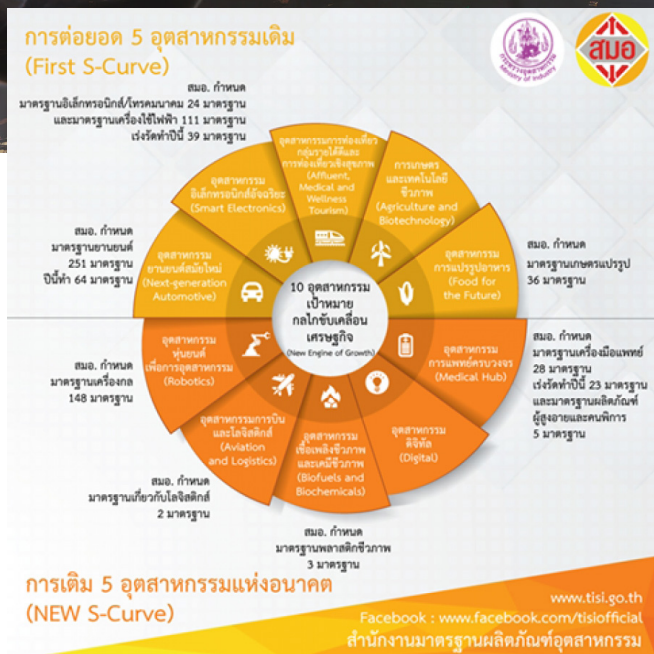 การต่อยอด 5 อุตสาหกรรมเดิม
(First S-Curve)
กระทรวงอุตสาหกรรม
Ministry of Industry
สมอ
สมอ. กำหนด
มาตรฐานอิเล็กทรอนิกส์/โทรคมนาคม 24 มาตรฐาน
และมาตรฐานเครื่องใช้ไฟฟ้า 111 มาตรฐาน
เร่งรัดทำปีนี้ 39 มาตรฐาน
อุตสาหกรรมการท่องเที่ยว
กลุ่มรายได้ดีและ
การท่องเที่ยวเชิงสุขภาพ
(Affluent,
Medical and
Wellness
Tourism)
การเกษตร
และเทคโนโลยี
ชีวภาพ
(Agriculture and
Biotechnology)
อุตสาหกรรม
อิเล็กทรอนิกส์อัจฉริยะ
(Smart Electronics)
สมอ. กำหนด
มาตรฐานยานยนต์
251 มาตรฐาน
ปีนี้ทำ 64 มาตรฐาน
อุตสาหกรรม
ยานยนต์สมัยใหม่
(Next-generation
Automotive)
อุตสาหกรรม
การแปรรูปอาหาร
(Food for
the Future)
สมอ. กำหนด
มาตรฐานเกษตรแปรรูป
36 มาตรฐาน
10 อุตสาหกรรม
เป้าหมาย
กลไกขับเคลื่อน
เศรษฐกิจ
(New Engine of Growth)
อุตสาหกรรม
หุ่นยนต์
เพื่อการอุตสาหกรรม
(Robotics)
สมอ. กำหนด
มาตรฐานเครื่องกล
148 มาตรฐาน
อุตสาหกรรม
การแพทย์ครบวงจร
(Medical Hub)
สมอ. กำหนด
มาตรฐานเครื่องมือแพทย์
28 มาตรฐาน
เร่งรัดทำปีนี้ 23 มาตรฐาน
และมาตรฐานผลิตภัณฑ์
ผู้สูงอายุและคนพิการ
5 มาตรฐาน
อุตสาหกรรมการบิน
และโลจิสติกส์
(Aviation
and Logistics)
อุตสาหกรรม
เชื้อเพลิงชีวภาพ
และเคมีชีวภาพ
(Biofuels and
Biochemicals)
อุตสาหกรรม
ดิจิทัล
(Digital)
สมอ. กำหนด
มาตรฐานเกี่ยวกับโลจิสติกส์
2 มาตรฐาน
สมอ. กำหนด
มาตรฐานพลาสติกชีวภาพ
3 มาตรฐาน
การเติม 5 อุตสาหกรรมแห่งอนาคต
(NEW S-Curve)
www.tisi.go.th
Facebook : www.facebook.com/tisiofficial
สำนักงานมาตรฐานผลิตภัณฑ์อุตสาหกรรม